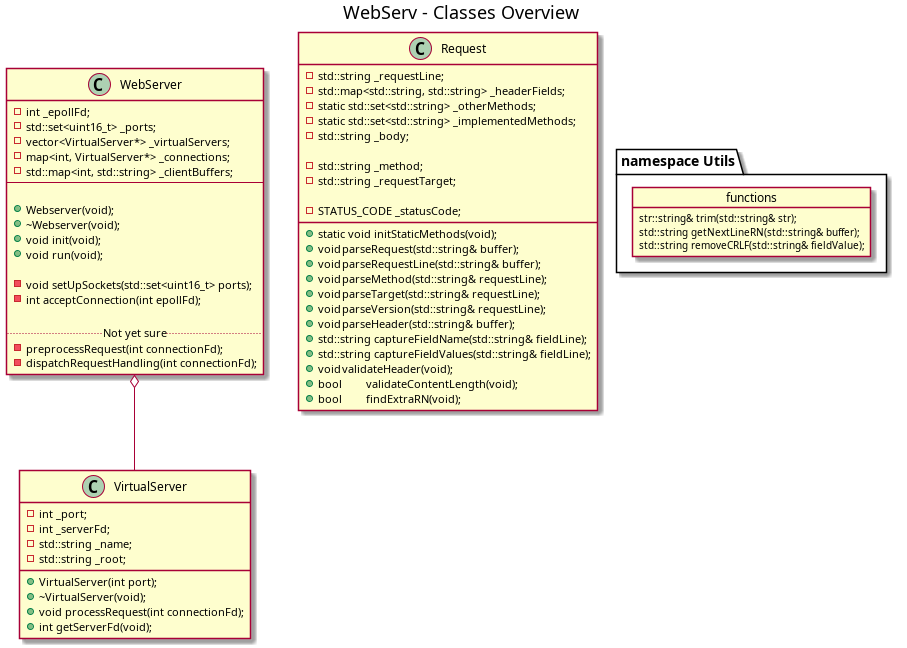 WebServ - Classes Overview
C WebServer
int _epollFd;
std::set<uint16_t> _ports;
vector<VirtualServer*> _virtualServers;
map<int, VirtualServer*> _connections;
std::map<int, std::string> _clientBuffers;
Webserver(void);
~Webserver(void);
void init(void);
void run(void);
void setUpSockets(std::set<uint16_t> ports);
int acceptConnection(int epollFd);
Not yet sure
preprocessRequest(int connectionFd);
dispatchRequestHandling(int connectionFd);
C Request
std::string _requestLine;
std::map<std::string, std::string> _headerFields;
static std::set<std::string> _otherMethods;
static std::set<std::string> _implementedMethods;
std::string _body;
std::string _method;
std::string _requestTarget;
STATUS_CODE _statusCode;
static void initStaticMethods(void);
void parseRequest(std::string& buffer);
void parseRequestLine(std::string& buffer);
void parseMethod(std::string& requestLine);
void parseTarget(std::string& requestLine);
void parseVersion(std::string& requestLine);
void parseHeader(std::string& buffer);
std::string captureFieldName(std::string& fieldLine);
std::string captureFieldValues(std::string& fieldLine);
void validateHeader(void);
bool validateContentLength(void);
bool findExtraRN(void);
namespace Utils
functions
str::string& trim(std::string& str);
std::string getNextLineRN(std::string& buffer);
std::string removeCRLF(std::string& fieldValue);
C VirtualServer
int _port;
int _serverFd;
std::string _name;
std::string _root;
VirtualServer(int port);
~VirtualServer(void);
void processRequest(int connectionFd);
int getServerFd(void);